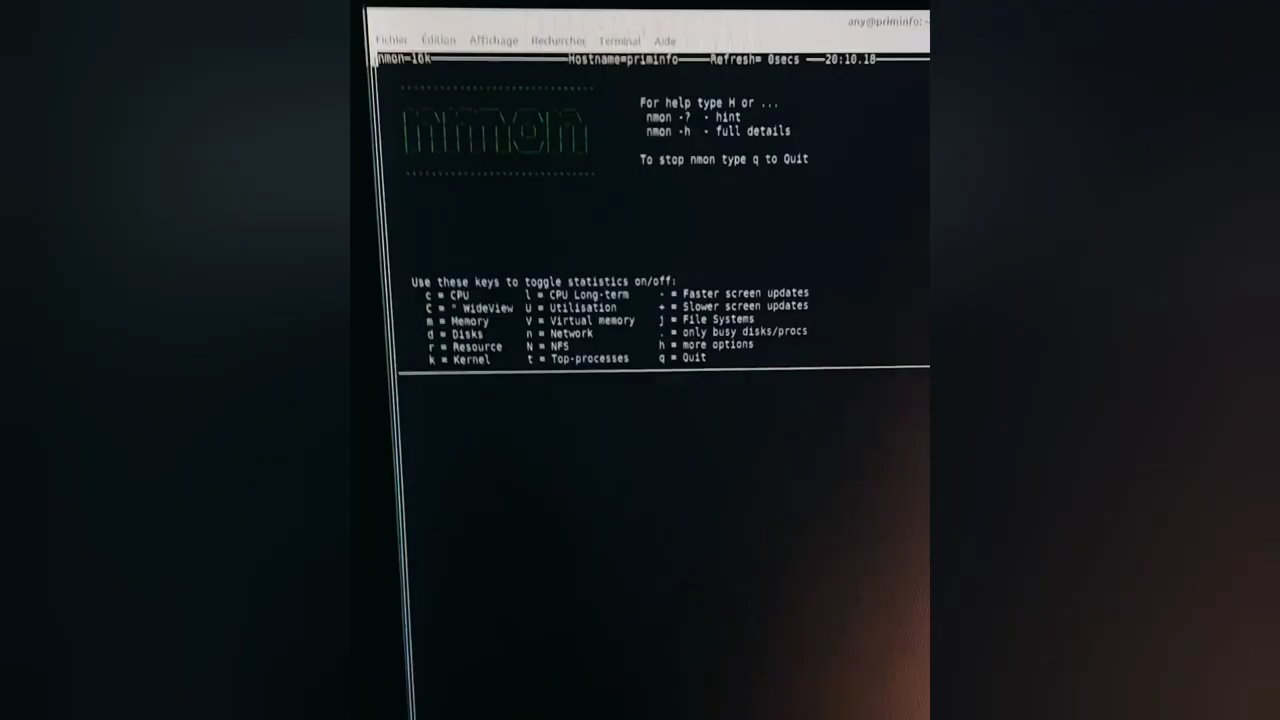 any@priminfo: ~
Fichier Édition Affichage Rechercher Terminal Aide
nmon=16k Hostname=priminfo Refresh= 0secs 20:10.18
nmon
For help type H or ...
nmon -? - hint
nmon -h - full details
To stop nmon type q to Quit
Use these keys to toggle statistics on/off:
c = CPU l = CPU Long-term - = Faster screen updates
C = " WideView U = Utilisation + = Slower screen updates
m = Memory V = Virtual memory j = File Systems
d = Disks n = Network . = only busy disks/procs
r = Resource N = NFS h = more options
k = Kernel t = Top-processes q = Quit